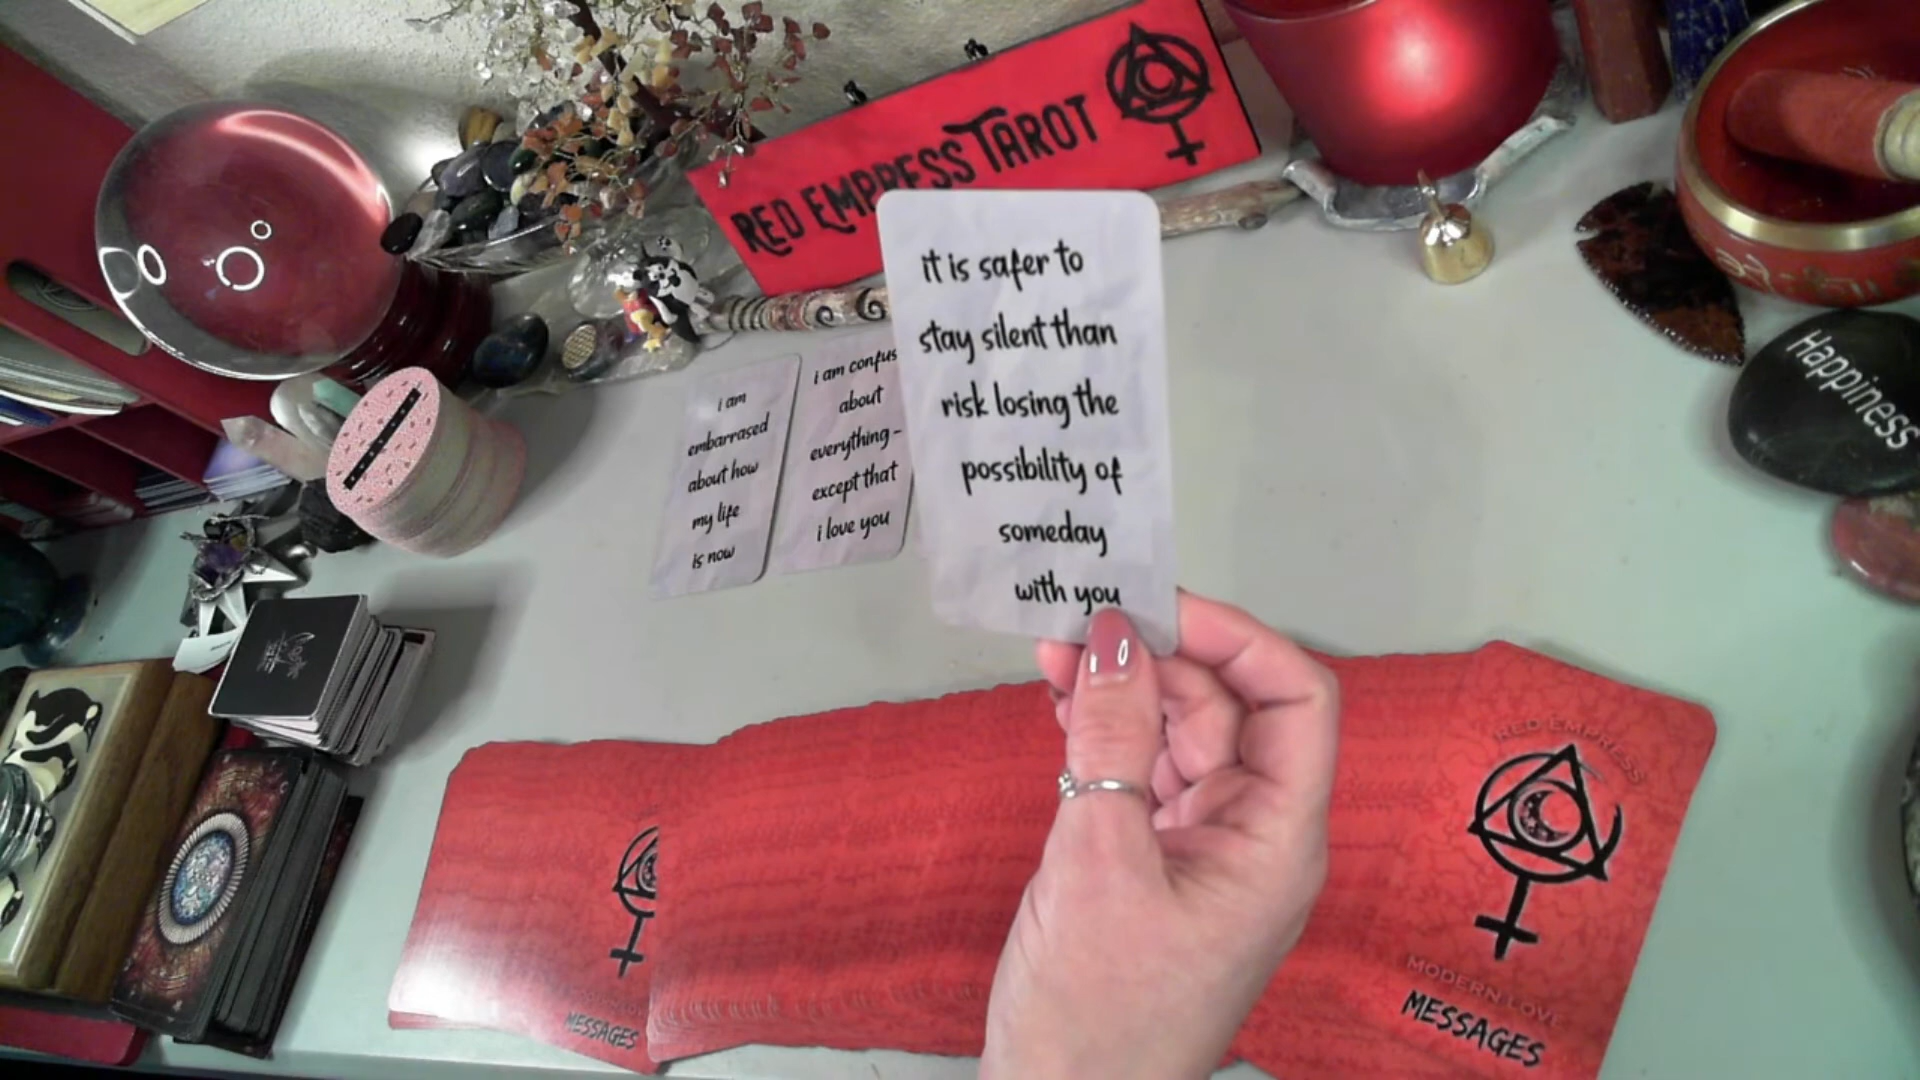 RED EMPRESS TAROT
it is safer to
stay silent than
risk losing the
possibility of
someday
with you
i am
embarrased
about how
my life
is now
i am confus
about
everything-
except that
i love you
Happiness
RED EMPRESS
MODERN LOVE
MESSAGES
MESSAGES